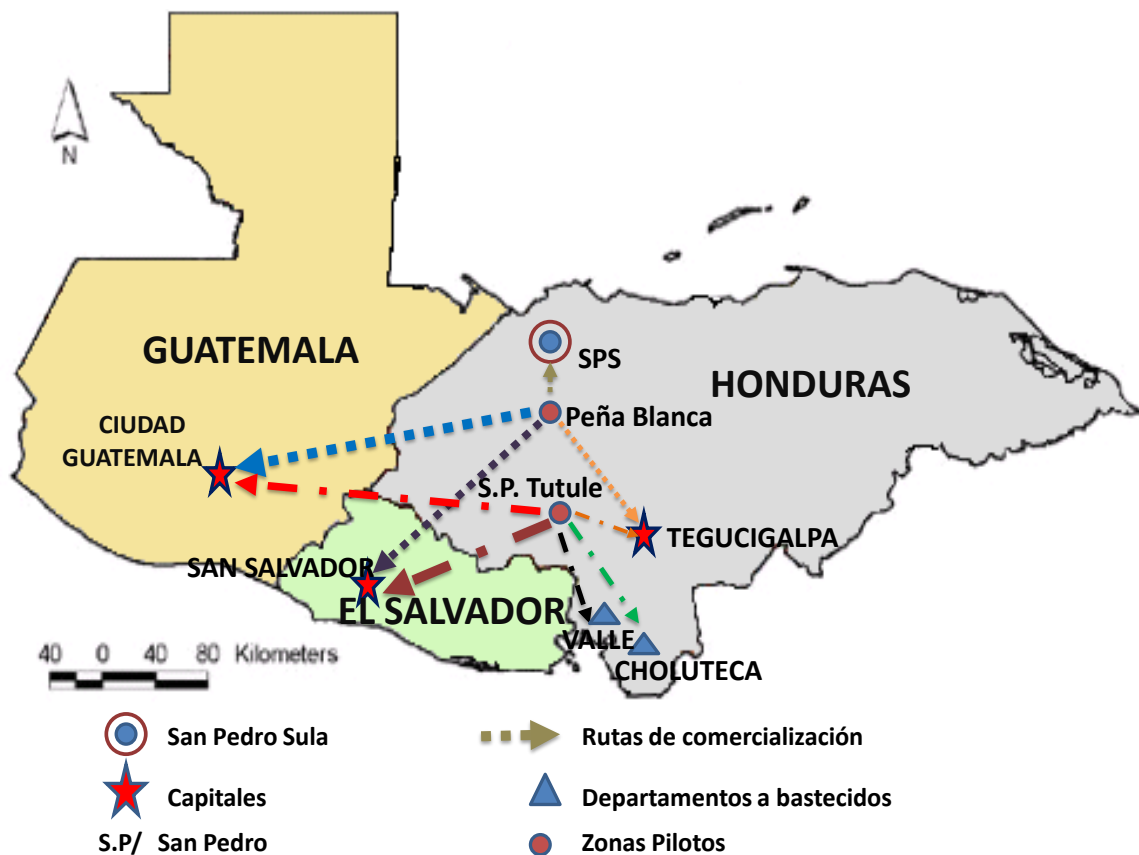 N
GUATEMALA
SPS
HONDURAS
Peña Blanca
CIUDAD
GUATEMALA
S.P. Tutule
TEGUCIGALPA
SAN SALVADOR
EL SALVADOR
VALLE
CHOLUTECA
40 0 40 80 Kilometers
San Pedro Sula
Rutas de comercialización
Capitales
Departamentos a bastecidos
S.P/ San Pedro
Zonas Pilotos